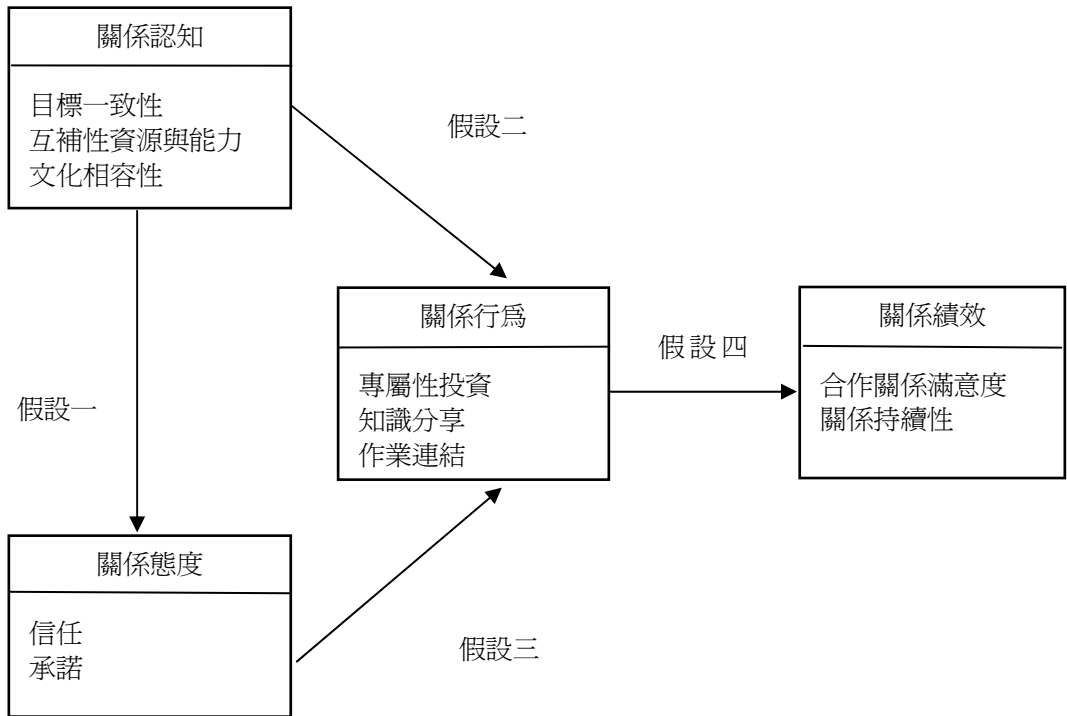 關係認知
目標一致性
互補性資源與能力
文化相容性
假設二
關係行為
專屬性投資
知識分享
作業連結
假設四
關係績效
合作關係滿意度
關係持續性
假設一
關係態度
信任
承諾
假設三